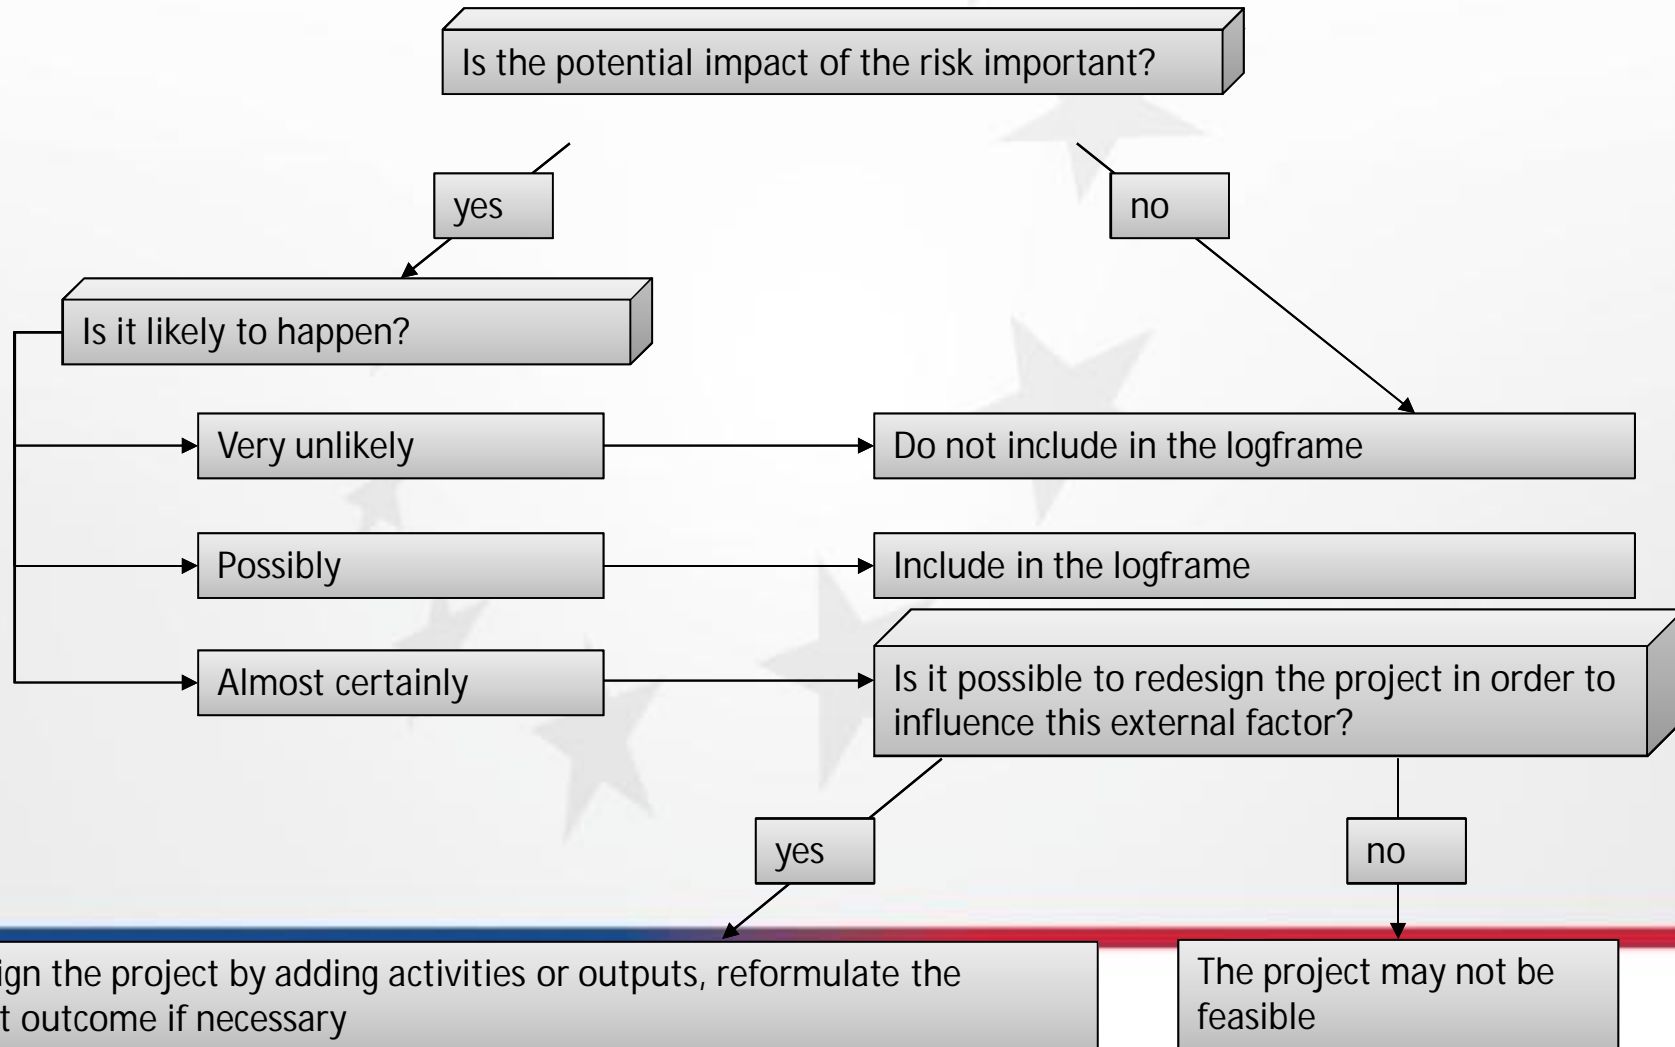 Is the potential impact of the risk important?
yes
no
Is it likely to happen?
Very unlikely
Do not include in the logframe
Possibly
Include in the logframe
Almost certainly
Is it possible to redesign the project in order to
influence this external factor?
yes
no
ign the project by adding activities or outputs, reformulate the
t outcome if necessary
The project may not be
feasible